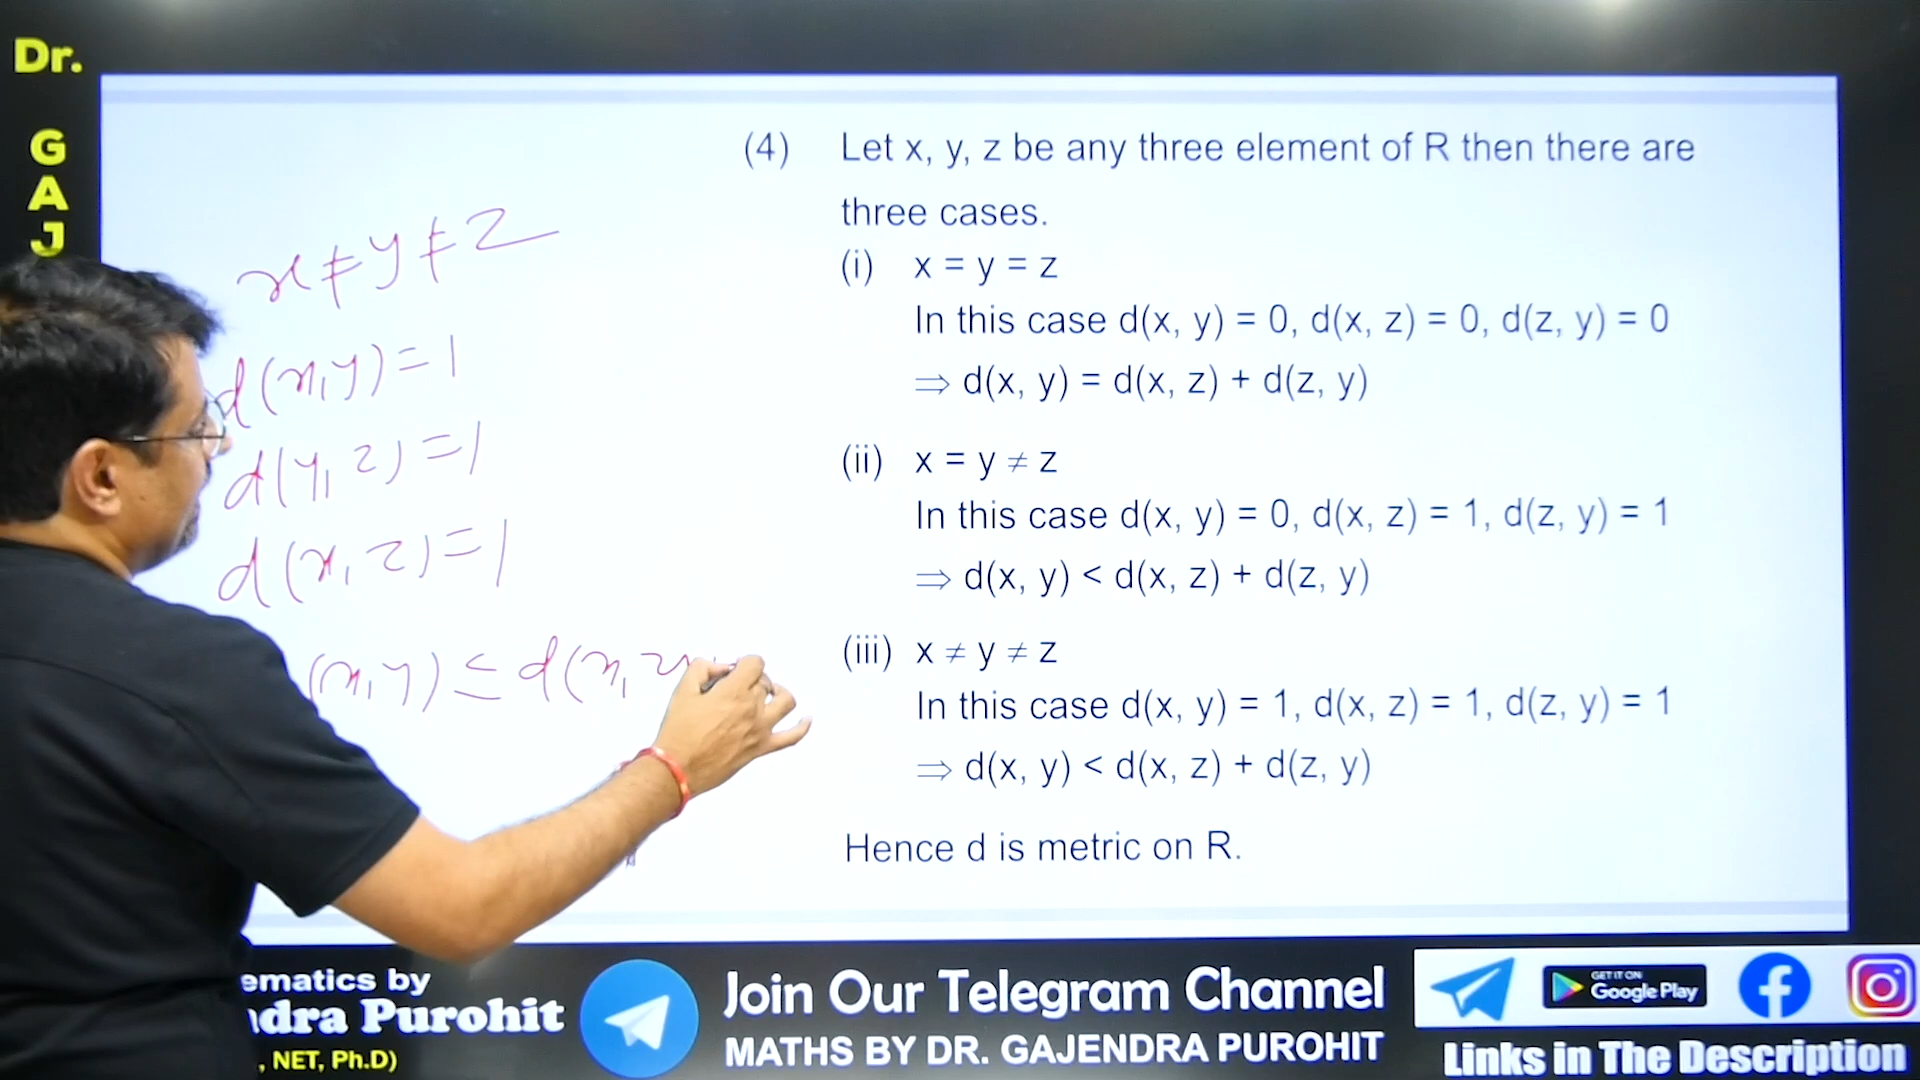 Dr.
G
A
J
x ≠ y ≠ z
d(x, y) = 1
d(y, z) = 1
d(x, z) = 1
(x, y) ≤ d(x, z)
(4) Let x, y, z be any three element of R then there are
three cases.
(i) x = y = z
In this case d(x, y) = 0, d(x, z) = 0, d(z, y) = 0
⇒ d(x, y) = d(x, z) + d(z, y)
(ii) x = y ≠ z
In this case d(x, y) = 0, d(x, z) = 1, d(z, y) = 1
⇒ d(x, y) < d(x, z) + d(z, y)
(iii) x ≠ y ≠ z
In this case d(x, y) = 1, d(x, z) = 1, d(z, y) = 1
⇒ d(x, y) < d(x, z) + d(z, y)
Hence d is metric on R.
ematics by
ndra Purohit
, NET, Ph.D)
Join Our Telegram Channel
MATHS BY DR. GAJENDRA PUROHIT
GET IT ON
Google Play
Links in The Description